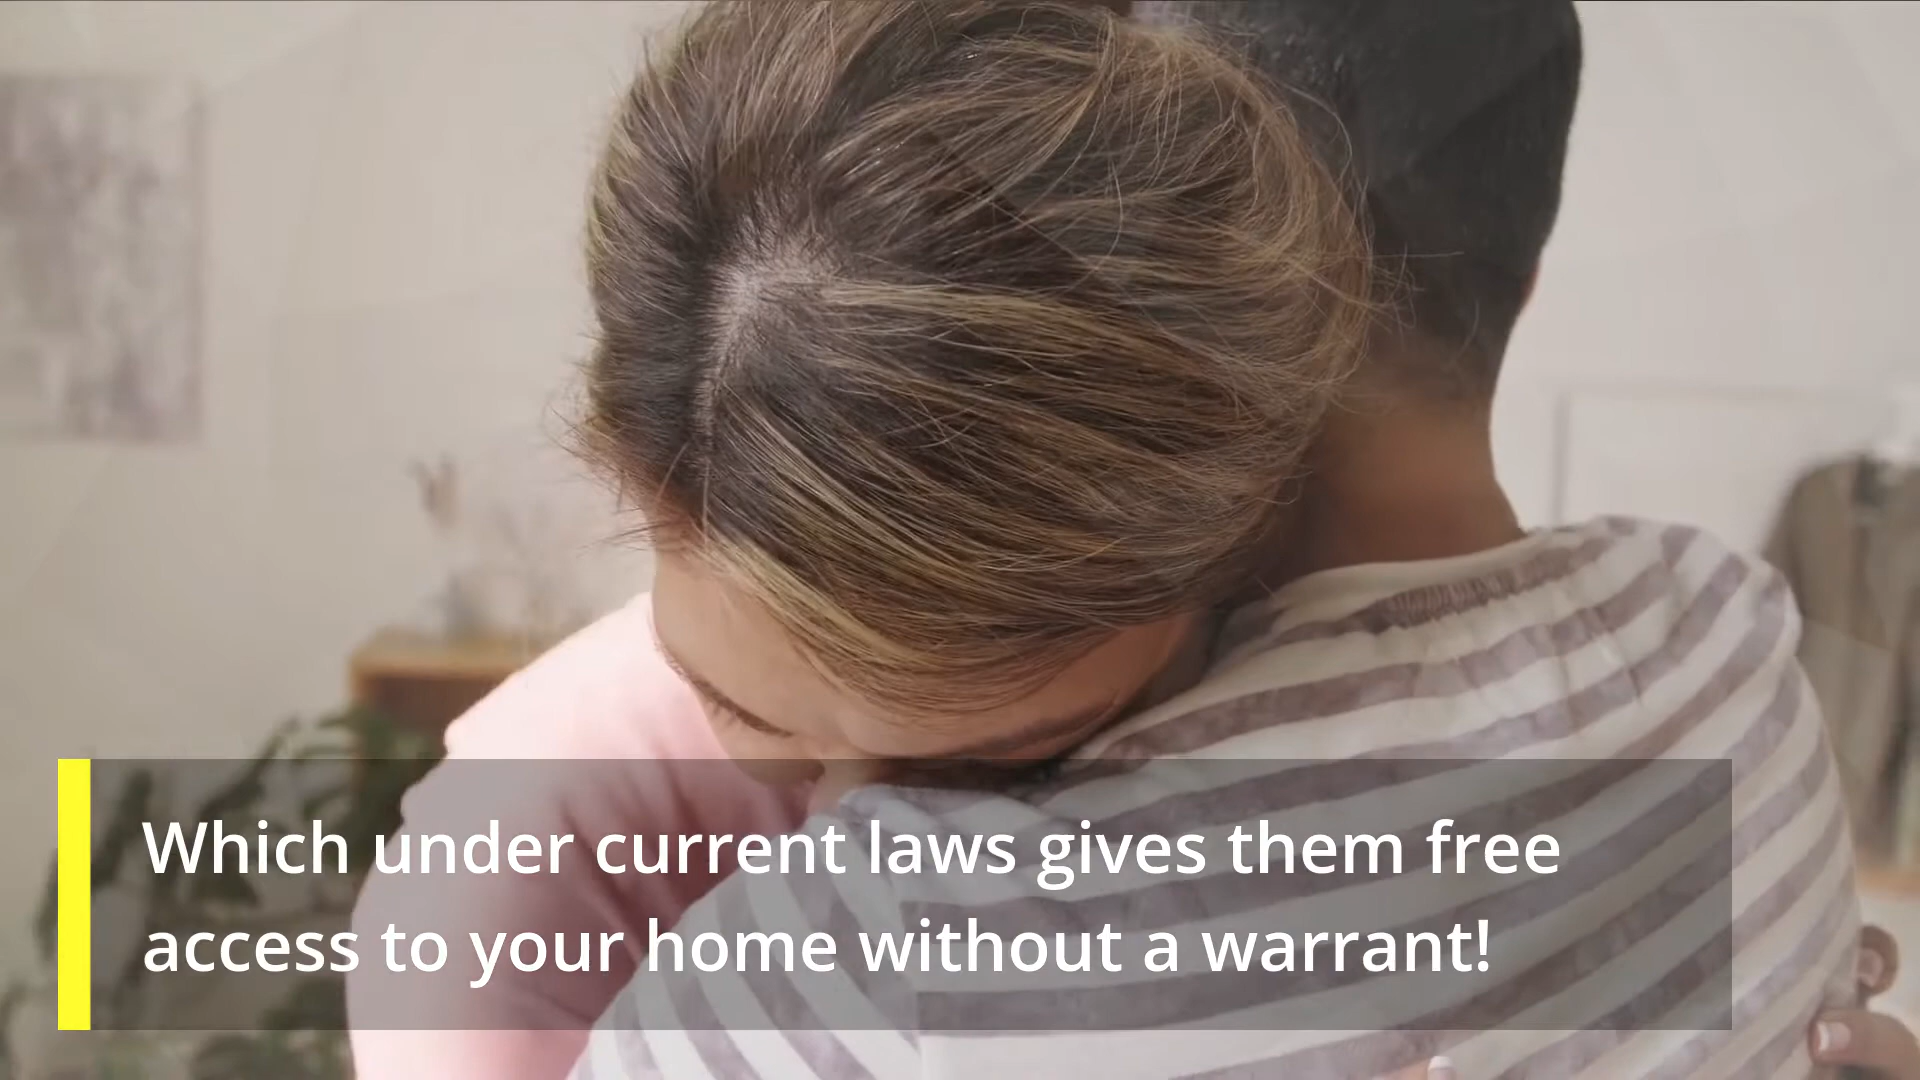 Which under current laws gives them free
access to your home without a warrant!